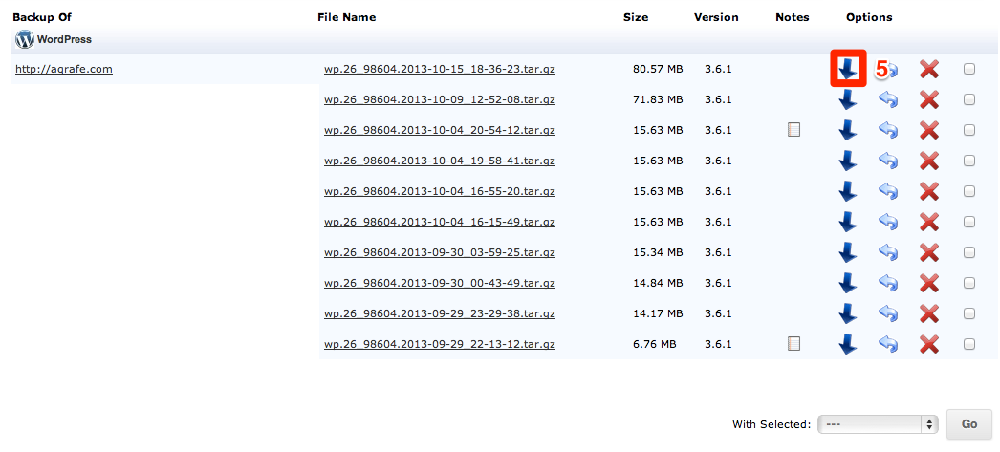 Backup Of File Name Size Version Notes Options
WordPress
http://agrafe.com wp.26_98604.2013-10-15_18-36-23.tar.gz 80.57 MB 3.6.1 5
wp.26_98604.2013-10-09_12-52-08.tar.gz 71.83 MB 3.6.1
wp.26_98604.2013-10-04_20-54-12.tar.gz 15.63 MB 3.6.1
wp.26_98604.2013-10-04_19-58-41.tar.gz 15.63 MB 3.6.1
wp.26_98604.2013-10-04_16-55-20.tar.gz 15.63 MB 3.6.1
wp.26_98604.2013-10-04_16-15-49.tar.gz 15.63 MB 3.6.1
wp.26_98604.2013-09-30_03-59-25.tar.gz 15.34 MB 3.6.1
wp.26_98604.2013-09-30_00-43-49.tar.gz 14.84 MB 3.6.1
wp.26_98604.2013-09-29_23-29-38.tar.gz 14.17 MB 3.6.1
wp.26_98604.2013-09-29_22-13-12.tar.gz 6.76 MB 3.6.1
With Selected: --- Go